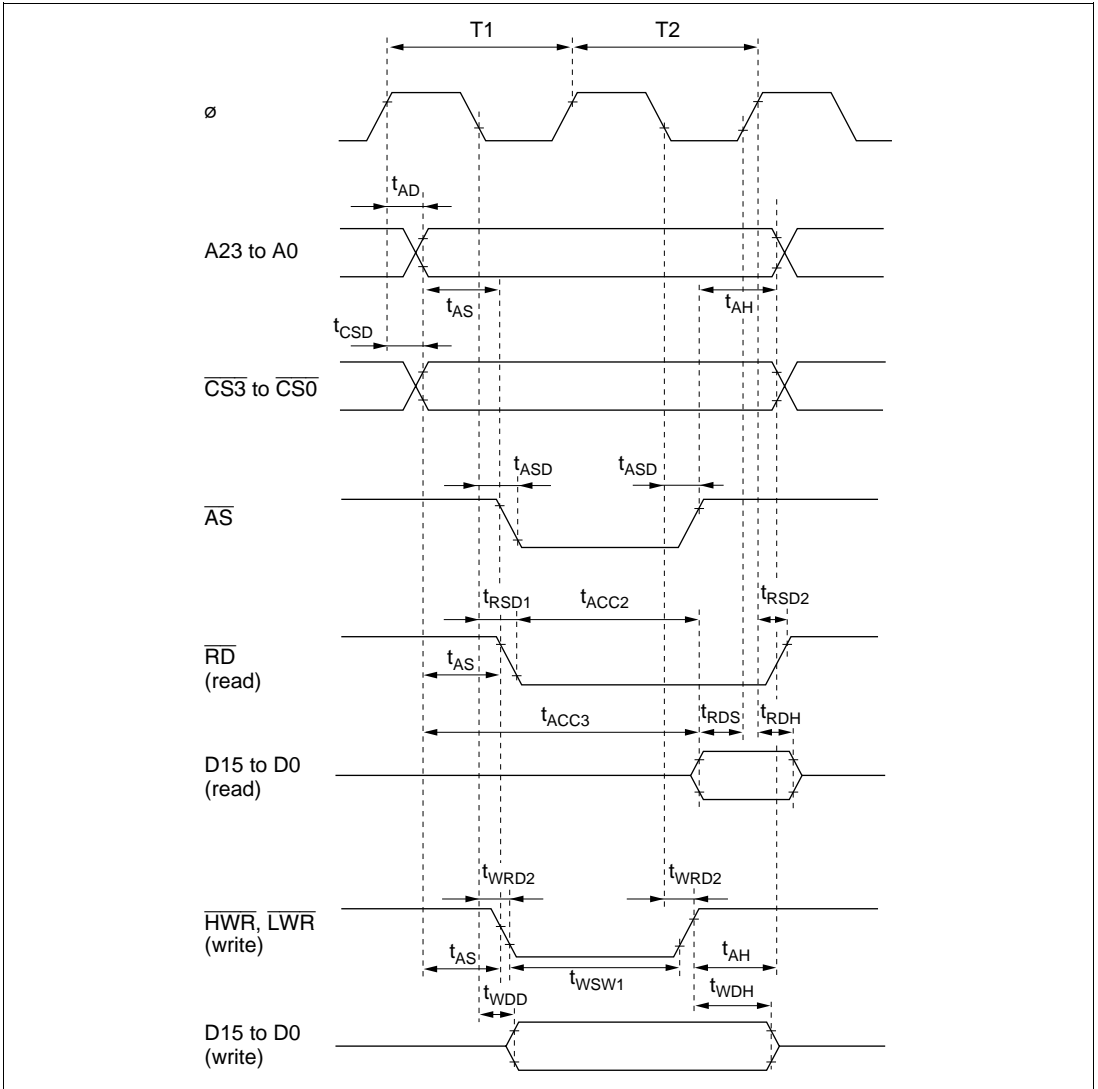 T1 T2
ø
tAD
A23 to A0
tAS tAH
tCSD
CS3 to CS0
tASD tASD
AS
tRSD1 tACC2 tRSD2
RD
(read)
tAS
tACC3 tRDS tRDH
D15 to D0
(read)
tWRD2 tWRD2
HWR, LWR
(write)
tAS tWSW1 tAH
tWDD tWDH
D15 to D0
(write)